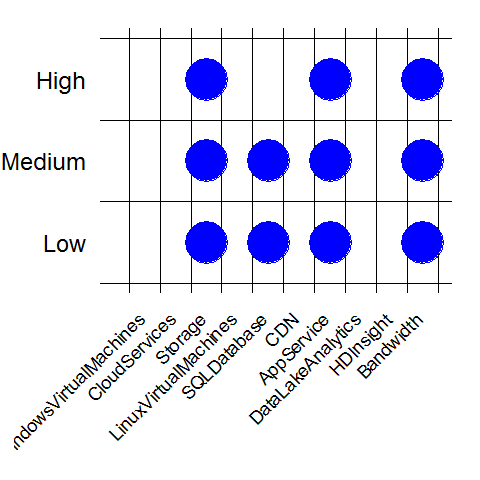 High
Medium
Low
ndowsVirtualMachines
CloudServices
Storage
LinuxVirtualMachines
SQLDatabase
CDN
AppService
DataLakeAnalytics
HDInsight
Bandwidth